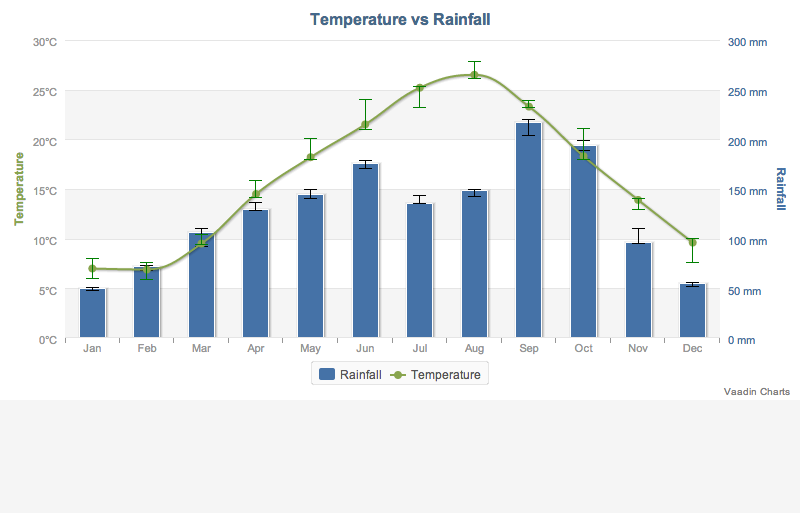 Temperature vs Rainfall
30°C
25°C
20°C
15°C
10°C
5°C
0°C
Temperature
300 mm
250 mm
200 mm
150 mm
100 mm
50 mm
0 mm
Rainfall
Jan Feb Mar Apr May Jun Jul Aug Sep Oct Nov Dec
Rainfall Temperature
Vaadin Charts